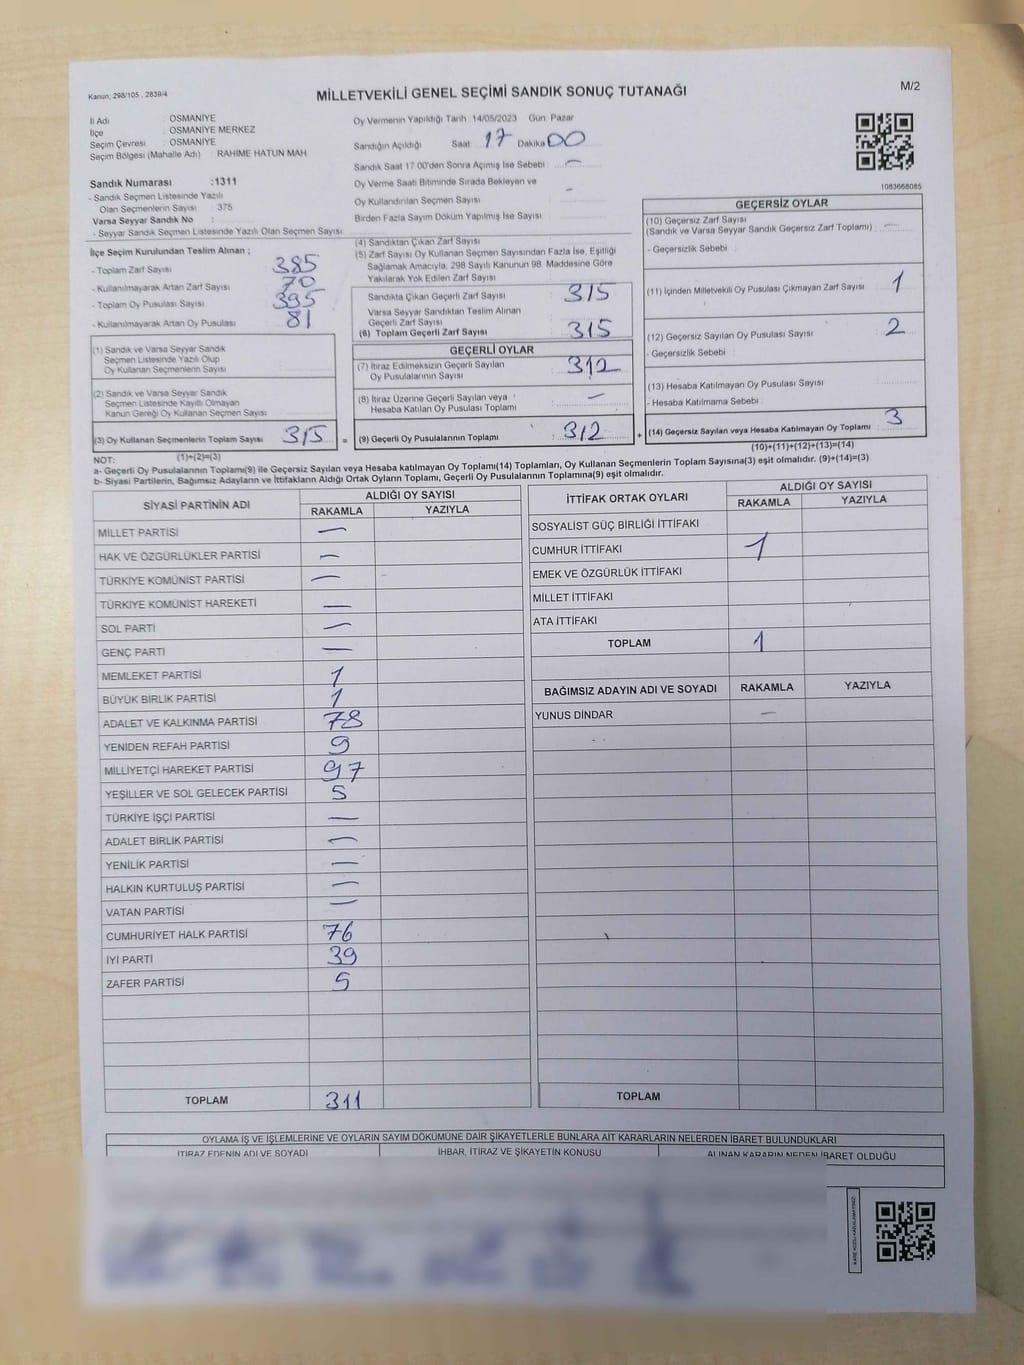 Kanun; 298/105 , 2839/4
MİLLETVEKİLİ GENEL SEÇİMİ SANDIK SONUÇ TUTANAĞI
M/2
İl Adı : OSMANİYE
İlçe : OSMANİYE MERKEZ
Seçim Çevresi : OSMANİYE
Seçim Bölgesi (Mahalle Adı) : RAHİME HATUN MAH
Sandık Numarası :1311
- Sandık Seçmen Listesinde Yazılı
Olan Seçmenlerin Sayısı : 375
Varsa Seyyar Sandık No :
- Seyyar Sandık Seçmen Listesinde Yazılı Olan Seçmen Sayısı
Oy Vermenin Yapıldığı Tarih :14/05/2023 Gün: Pazar
Sandığın Açıldığı Saat 17 Dakika 00
Sandık Saat 17:00'den Sonra Açımış İse Sebebi : —
Oy Verme Saati Bitiminde Sırada Bekleyen ve
Oy Kullandırılan Seçmen Sayısı –
Birden Fazla Sayım Döküm Yapılmış İse Sayısı
1083668085
İlçe Seçim Kurulundan Teslim Alınan ;
- Toplam Zarf Sayısı 385
- Kullanılmayarak Artan Zarf Sayısı 70
- Toplam Oy Pusulası Sayısı 395
- Kullanılmayarak Artan Oy Pusulası 81
(1) Sandık ve Varsa Seyyar Sandık
Seçmen Listesinde Yazılı Olup
Oy Kullanan Seçmenlerin Sayısı
(2) Sandık ve Varsa Seyyar Sandık
Seçmen Listesinde Kayıtlı Olmayan
Kanun Gereği Oy Kullanan Seçmen Sayısı
(3) Oy Kullanan Seçmenlerin Toplam Sayısı 315 =
(4) Sandıktan Çıkan Zarf Sayısı
(5) Zarf Sayısı Oy Kullanan Seçmen Sayısından Fazla İse, Eşitliği
Sağlamak Amacıyla, 298 Sayılı Kanunun 98. Maddesine Göre
Yakılarak Yok Edilen Zarf Sayısı
Sandıkta Çıkan Geçerli Zarf Sayısı : 315
Varsa Seyyar Sandıktan Teslim Alınan
Geçerli Zarf Sayısı
(6) Toplam Geçerli Zarf Sayısı : 315
GEÇERLİ OYLAR
(7) İtiraz Edilmeksizin Geçerli Sayılan
Oy Pusulalarının Sayısı : 312
(8) İtiraz Üzerine Geçerli Sayılan veya
Hesaba Katılan Oy Pusulası Toplamı : —
(9) Geçerli Oy Pusulalarının Toplamı : 312 +
GEÇERSİZ OYLAR
(10) Geçersiz Zarf Sayısı
(Sandık ve Varsa Seyyar Sandık Geçersiz Zarf Toplamı) : —
- Geçersizlik Sebebi :
(11) İçinden Milletvekili Oy Pusulası Çıkmayan Zarf Sayısı : 1
(12) Geçersiz Sayılan Oy Pusulası Sayısı : 2
- Geçersizlik Sebebi :
(13) Hesaba Katılmayan Oy Pusulası Sayısı :
- Hesaba Katılmama Sebebi :
(14) Geçersiz Sayılan veya Hesaba Katılmayan Oy Toplamı : 3
NOT: (1)+(2)=(3)
(10)+(11)+(12)+(13)=(14)
a- Geçerli Oy Pusulalarının Toplamı(9) ile Geçersiz Sayılan veya Hesaba katılmayan Oy Toplamı(14) Toplamları, Oy Kullanan Seçmenlerin Toplam Sayısına(3) eşit olmalıdır. (9)+(14)=(3)
b- Siyasi Partilerin, Bağımsız Adayların ve İttifakların Aldığı Ortak Oyların Toplamı, Geçerli Oy Pusulalarının Toplamına(9) eşit olmalıdır.
SİYASİ PARTİNİN ADI ALDIĞI OY SAYISI
RAKAMLA YAZIYLA
MİLLET PARTİSİ —
HAK VE ÖZGÜRLÜKLER PARTİSİ —
TÜRKİYE KOMÜNİST PARTİSİ —
TÜRKİYE KOMÜNİST HAREKETİ —
SOL PARTİ —
GENÇ PARTİ —
MEMLEKET PARTİSİ 1
BÜYÜK BİRLİK PARTİSİ 1
ADALET VE KALKINMA PARTİSİ 78
YENİDEN REFAH PARTİSİ 9
MİLLİYETÇİ HAREKET PARTİSİ 97
YEŞİLLER VE SOL GELECEK PARTİSİ 5
TÜRKİYE İŞÇİ PARTİSİ —
ADALET BİRLİK PARTİSİ —
YENİLİK PARTİSİ —
HALKIN KURTULUŞ PARTİSİ —
VATAN PARTİSİ —
CUMHURİYET HALK PARTİSİ 76
İYİ PARTİ 39
ZAFER PARTİSİ 5
TOPLAM 311
İTTİFAK ORTAK OYLARI ALDIĞI OY SAYISI
RAKAMLA YAZIYLA
SOSYALİST GÜÇ BİRLİĞİ İTTİFAKI
CUMHUR İTTİFAKI 1
EMEK VE ÖZGÜRLÜK İTTİFAKI
MİLLET İTTİFAKI
ATA İTTİFAKI
TOPLAM 1
BAĞIMSIZ ADAYIN ADI VE SOYADI RAKAMLA YAZIYLA
YUNUS DİNDAR —
TOPLAM
OYLAMA İŞ VE İŞLEMLERİNE VE OYLARIN SAYIM DÖKÜMÜNE DAİR ŞİKAYETLERLE BUNLARA AİT KARARLARIN NELERDEN İBARET BULUNDUKLARI
İTİRAZ EDENİN ADI VE SOYADI İHBAR, İTİRAZ VE ŞİKAYETİN KONUSU ALINAN KARARIN NEDEN İBARET OLDUĞU